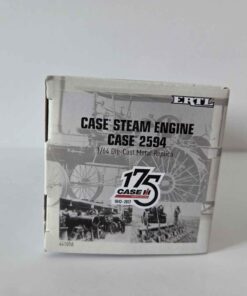 ERTL
CASE STEAM ENGINE
CASE 2594
1/64 Die-Cast Metal Replica
175
CASE IH
1842-2017